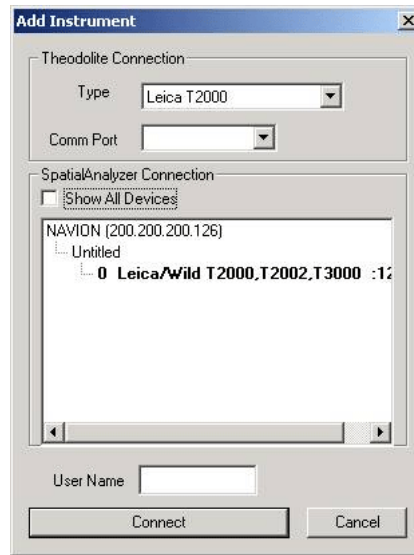 Add Instrument
Theodolite Connection
Type Leica T2000
Comm Port
SpatialAnalyzer Connection
Show All Devices
NAVION (200.200.200.126)
Untitled
0 Leica/Wild T2000,T2002,T3000 :12
User Name
Connect Cancel